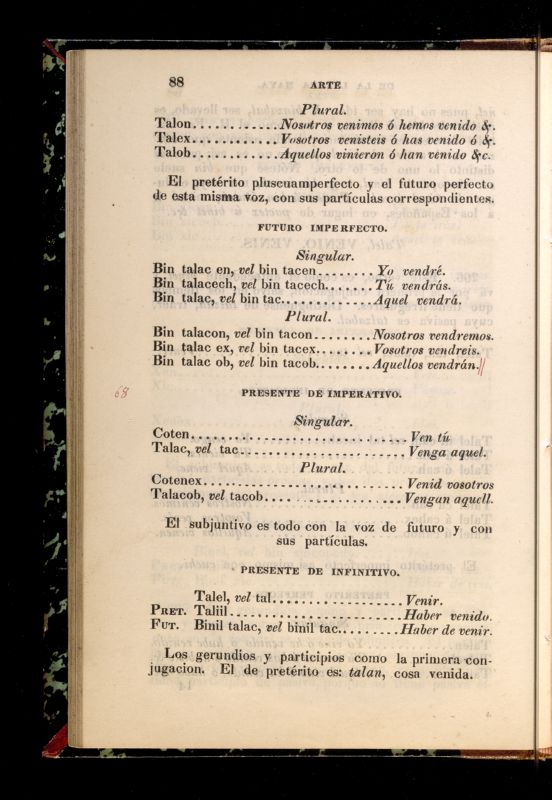 88 ARTE
Plural.
Talon............Nosotros venimos ó hemos venido &.
Talex............Vosotros venisteis ó has venido ó &.
Talob............Aquellos vinieron ó han venido &c.
El pretérito pluscuamperfecto y el futuro perfecto
de esta misma voz, con sus partículas correspondientes.
FUTURO IMPERFECTO.
Singular.
Bin talac en, vel bin tacen........Yo vendré.
Bin talacech, vel bin tacech.......Tú vendrás.
Bin talac, vel bin tac.............Aquel vendrá.
Plural.
Bin talacon, vel bin tacon........Nosotros vendremos.
Bin talac ex, vel bin tacex........Vosotros vendreis.
Bin talac ob, vel bin tacob........Aquellos vendrán.//
68
PRESENTE DE IMPERATIVO.
Singular.
Coten..............................Ven tú
Talac, vel tac.......................Venga aquel.
Plural.
Cotenex............................Venid vosotros
Talacob, vel tacob...................Vengan aquell.
El subjuntivo es todo con la voz de futuro y con
sus partículas.
PRESENTE DE INFINITIVO.
Talel, vel tal..................Venir.
PRET. Taliil........................Haber venido.
FUT. Binil talac, vel binil tac........Haber de venir.
Los gerundios y participios como la primera con-
jugacion. El de pretérito es: talan, cosa venida.